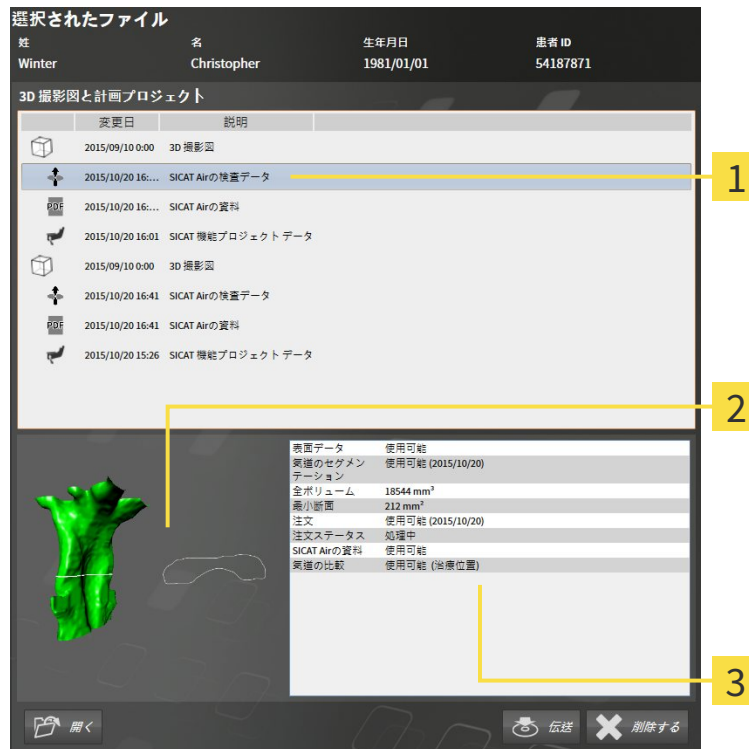 選択されたファイル
姓 名 生年月日 患者 ID
Winter Christopher 1981/01/01 54187871
3D 撮影図と計画プロジェクト
変更日 説明
2015/09/10 0:00 3D 撮影図
2015/10/20 16:... SICAT Airの検査データ
1
PDF 2015/10/20 16:... SICAT Airの資料
2015/10/20 16:01 SICAT 機能プロジェクト データ
2015/09/10 0:00 3D 撮影図
2015/10/20 16:41 SICAT Airの検査データ
PDF 2015/10/20 16:41 SICAT Airの資料
2015/10/20 15:26 SICAT 機能プロジェクト データ
2
表面データ 使用可能
気道のセグメン 使用可能 (2015/10/20)
テーション
全ボリューム 18544 mm³
最小断面 212 mm²
注文 使用可能 (2015/10/20)
注文ステータス 処理中
SICAT Airの資料 使用可能
気道の比較 使用可能 (治療位置)
3
開く 伝送 削除する